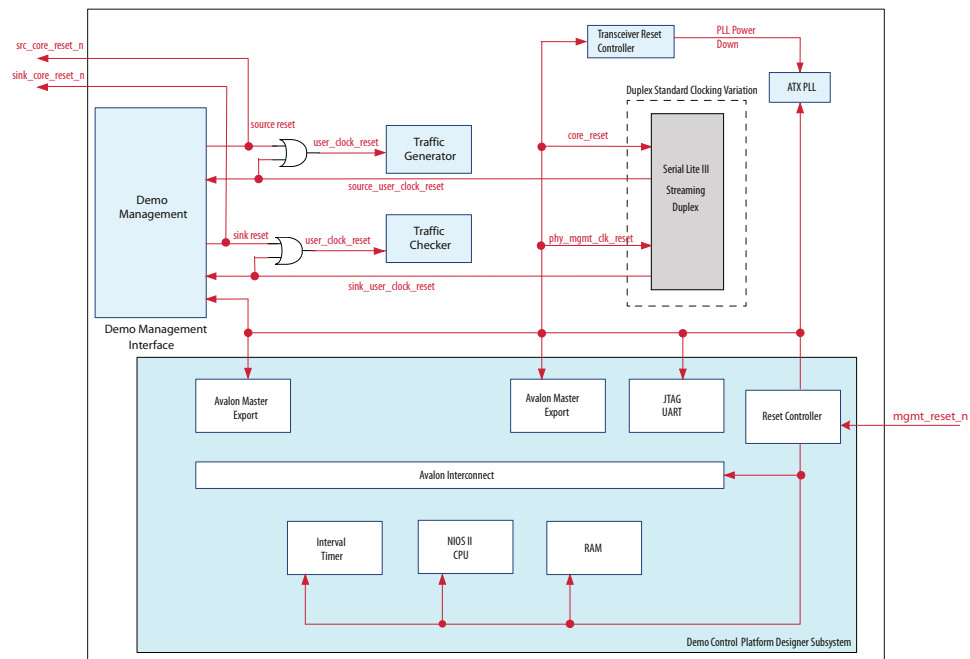 src_core_reset_n
sink_core_reset_n
Transceiver Reset
Controller
PLL Power
Down
ATX PLL
Duplex Standard Clocking Variation
source reset
user_clock_reset
Traffic
Generator
core_reset
Serial Lite III
Streaming
Duplex
source_user_clock_reset
Demo
Management
sink reset
user_clock_reset
Traffic
Checker
phy_mgmt_clk_reset
sink_user_clock_reset
Demo Management
Interface
Avalon Master
Export
Avalon Master
Export
JTAG
UART
Reset Controller
mgmt_reset_n
Avalon Interconnect
Interval
Timer
NIOS II
CPU
RAM
Demo Control Platform Designer Subsystem